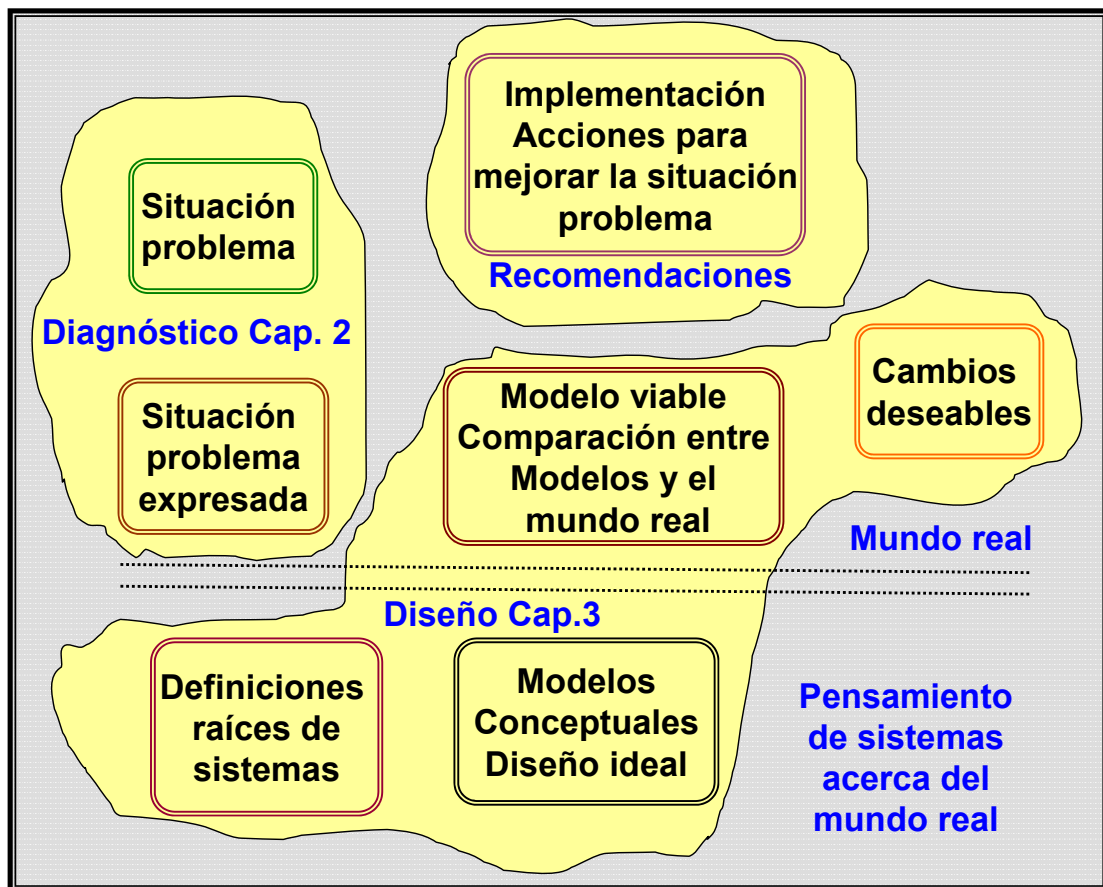 Situación
problema
Diagnóstico Cap. 2
Situación
problema
expresada
Implementación
Acciones para
mejorar la situación
problema
Recomendaciones
Modelo viable
Comparación entre
Modelos y el
mundo real
Cambios
deseables
Mundo real
Diseño Cap.3
Definiciones
raíces de
sistemas
Modelos
Conceptuales
Diseño ideal
Pensamiento
de sistemas
acerca del
mundo real